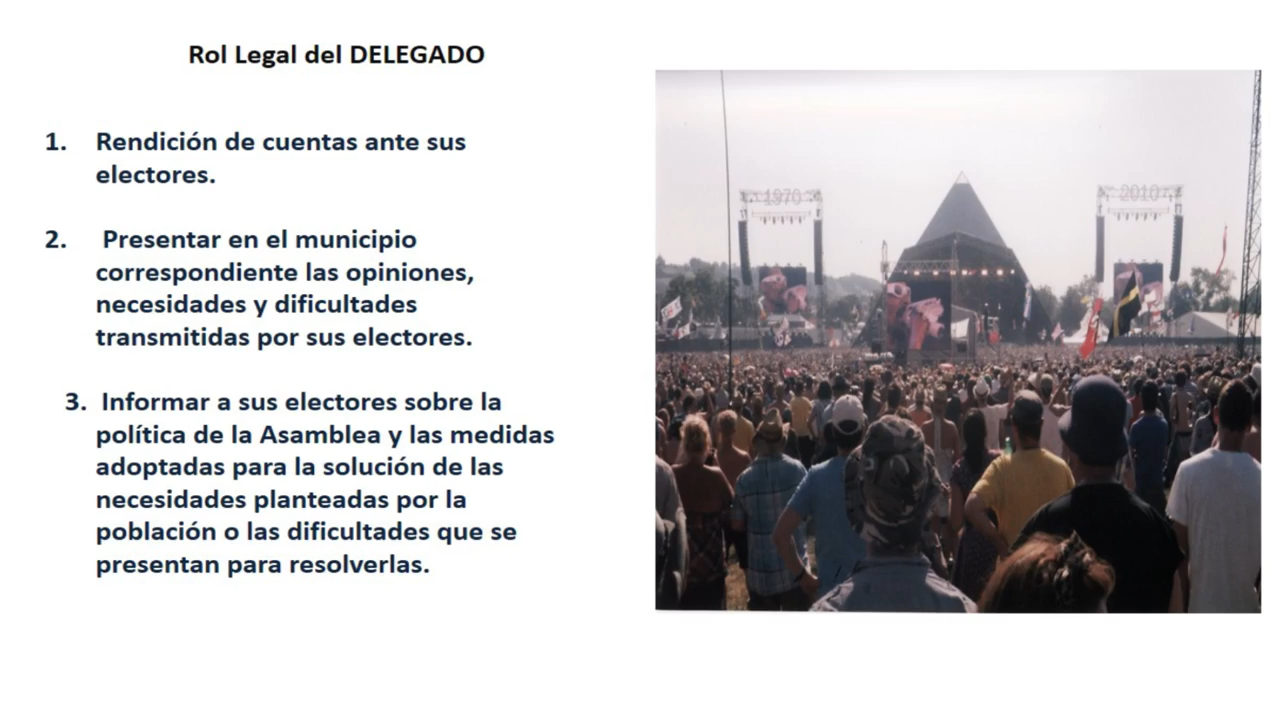 Rol Legal del DELEGADO
1. Rendición de cuentas ante sus
electores.
2. Presentar en el municipio
correspondiente las opiniones,
necesidades y dificultades
transmitidas por sus electores.
3. Informar a sus electores sobre la
política de la Asamblea y las medidas
adoptadas para la solución de las
necesidades planteadas por la
población o las dificultades que se
presentan para resolverlas.
1970
2010